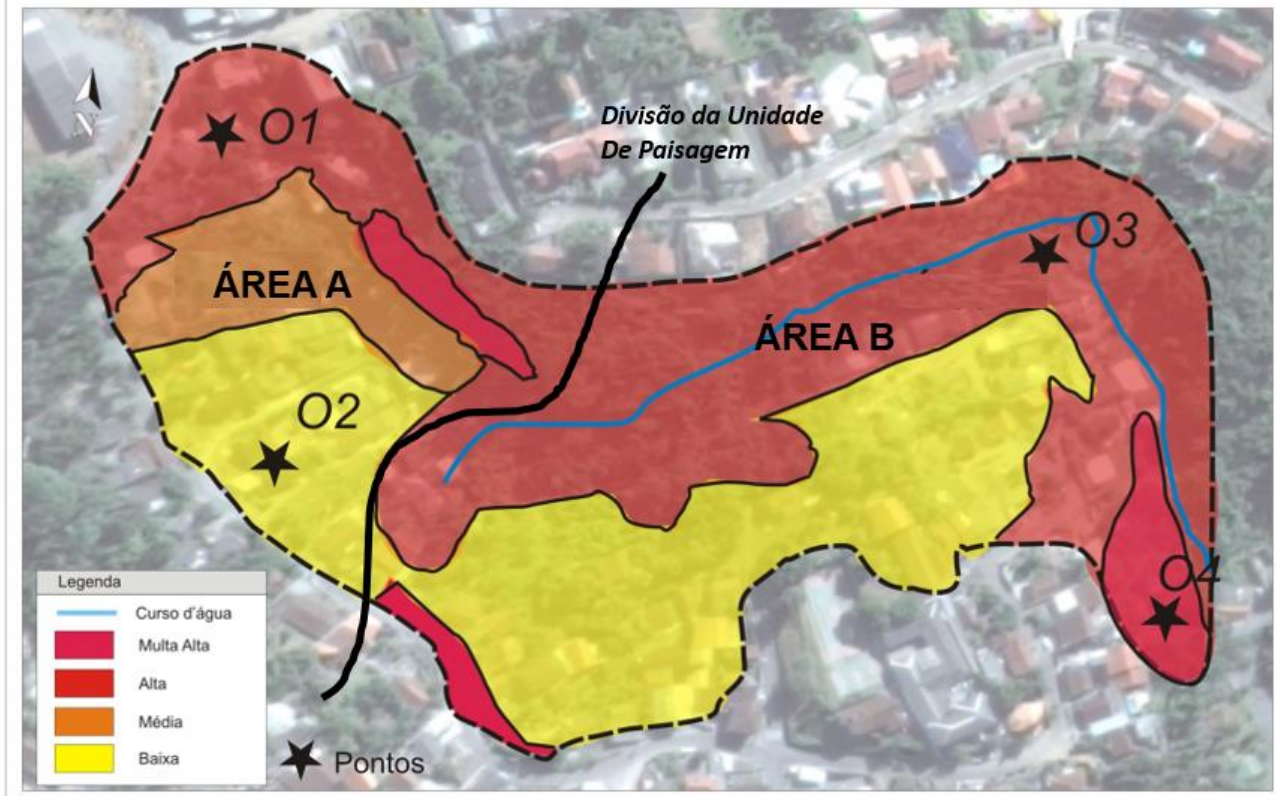 O1
Divisão da Unidade
De Paisagem
N
O3
ÁREA A
ÁREA B
O2
O4
Legenda
Curso d'água
Multa Alta
Alta
Média
Baixa
Pontos